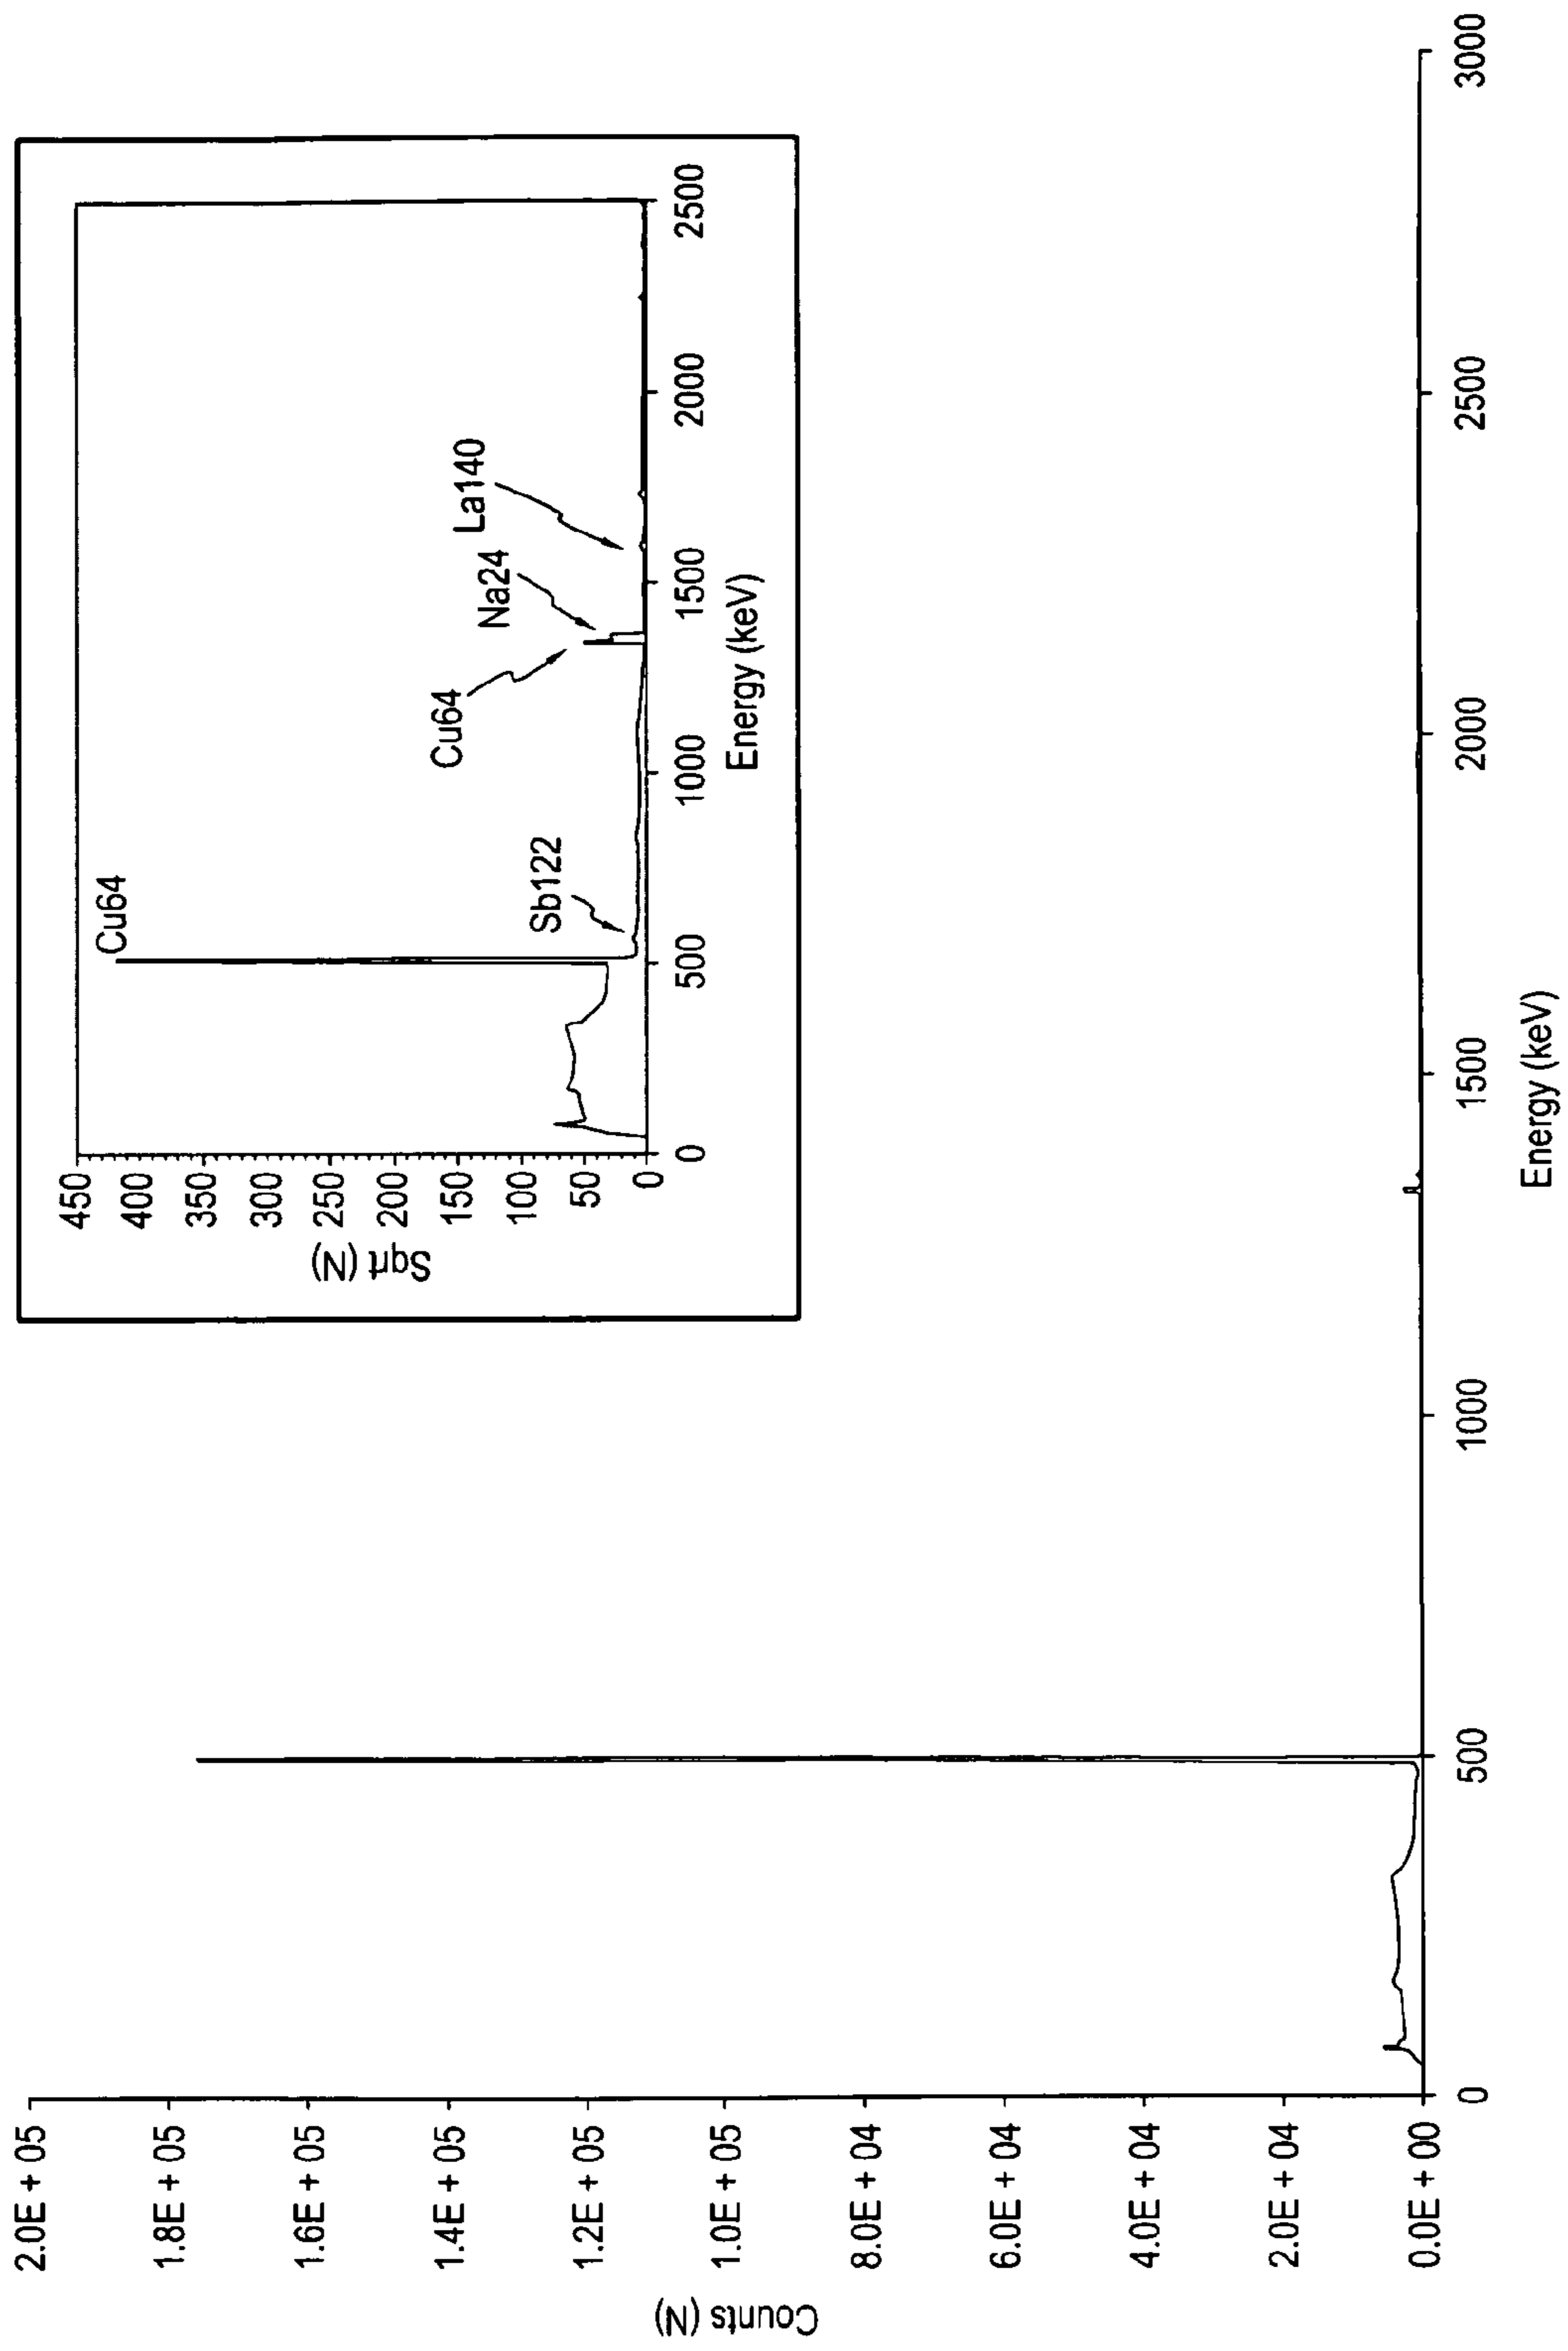 2.0E + 05
1.8E + 05
1.6E + 05
1.4E + 05
1.2E + 05
1.0E + 05
8.0E + 04
6.0E + 04
4.0E + 04
2.0E + 04
0.0E + 00
Counts (N)
0
500
1000
1500
2000
2500
3000
Energy (keV)
450
400
350
300
250
200
150
100
50
0
Sqrt (N)
Cu64
Sb122
Cu64
Na24
La140
0
500
1000
1500
2000
2500
Energy (keV)